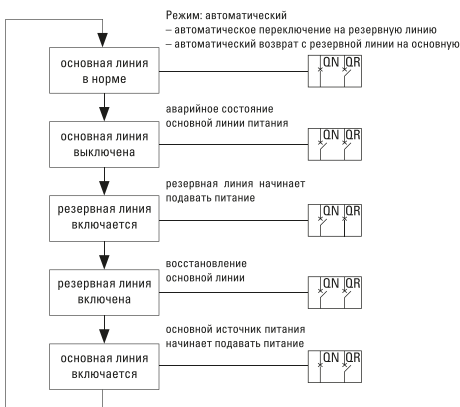 Режим: автоматический
– автоматическое переключение на резервную линию
– автоматический возврат с резервной линии на основную
основная линия
в норме
QN QR
аварийное состояние
основной линии питания
основная линия
выключена
QN QR
резервная линия начинает
подавать питание
резервная линия
включается
QN QR
восстановление
основной линии
резервная линия
включена
QN QR
основной источник питания
начинает подавать питание
основная линия
включается
QN QR